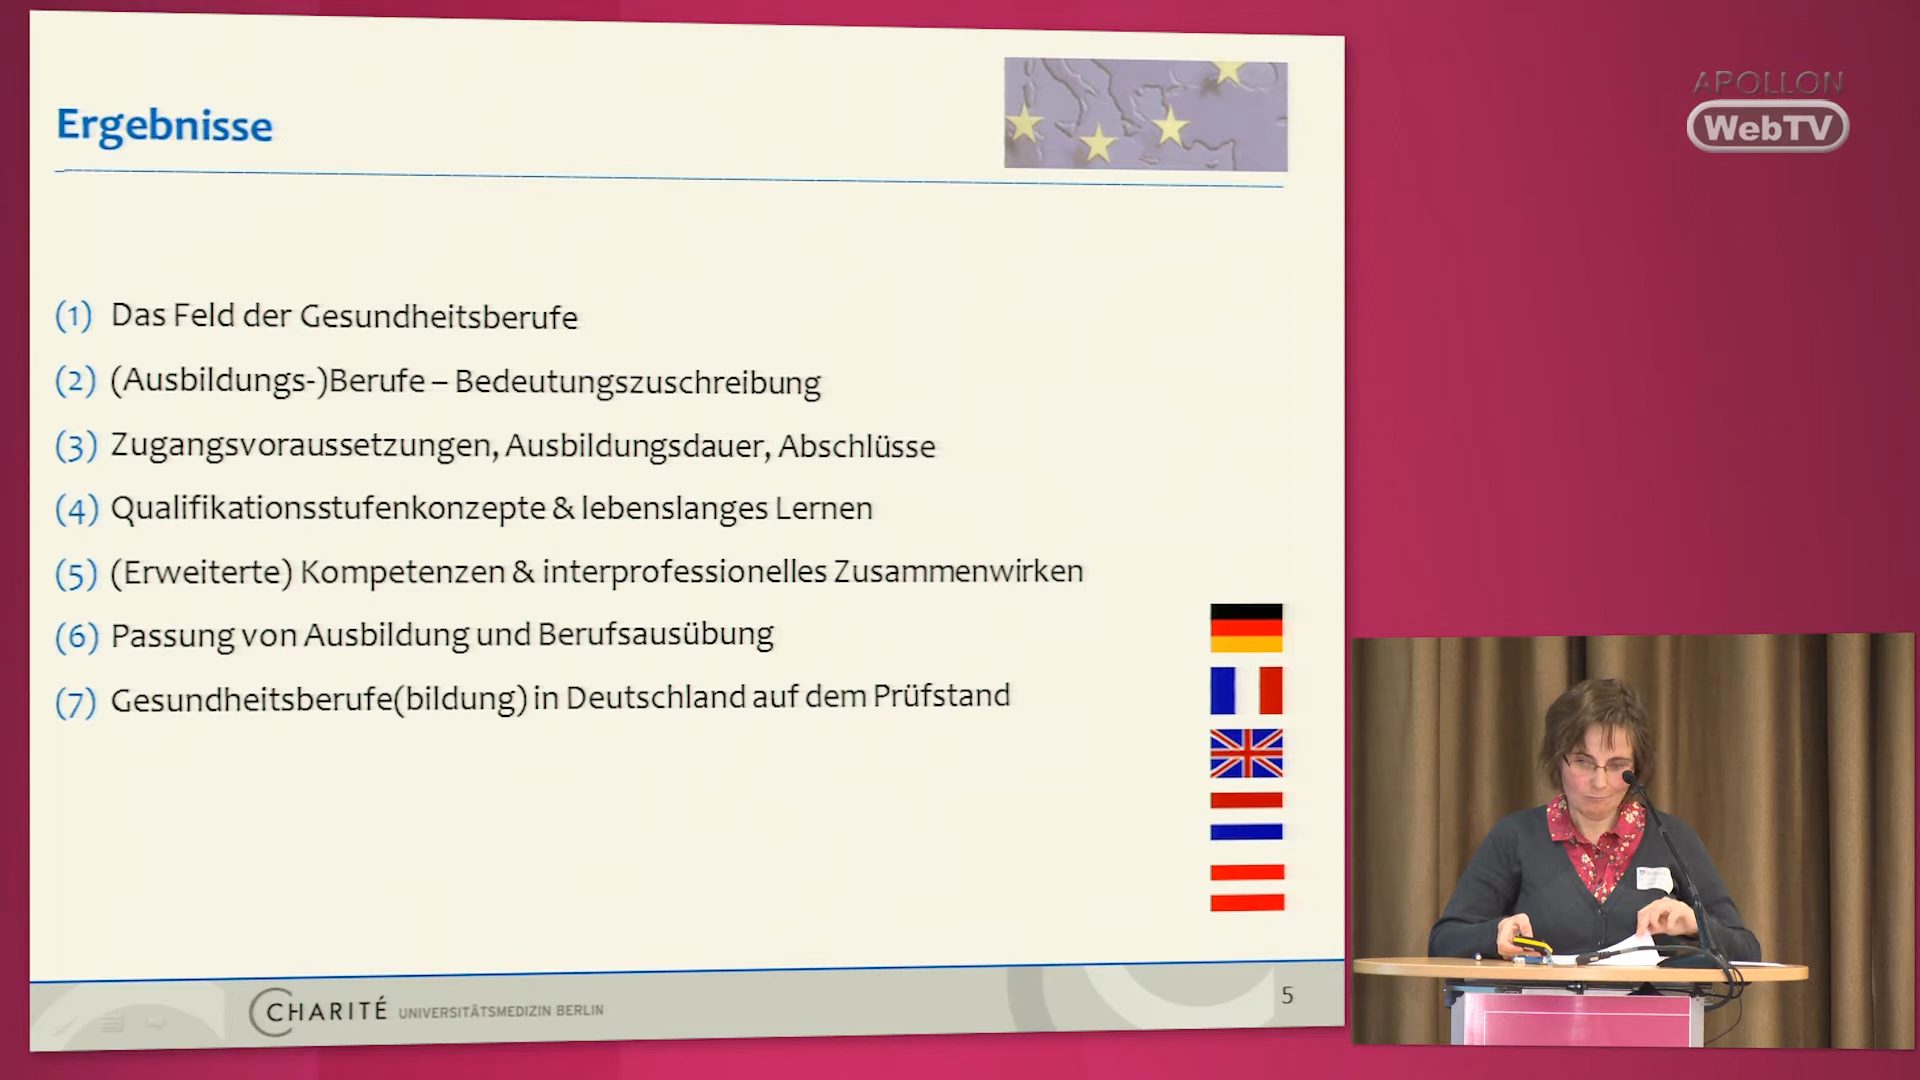 Ergebnisse
(1) Das Feld der Gesundheitsberufe
(2) (Ausbildungs-)Berufe – Bedeutungszuschreibung
(3) Zugangsvoraussetzungen, Ausbildungsdauer, Abschlüsse
(4) Qualifikationsstufenkonzepte & lebenslanges Lernen
(5) (Erweiterte) Kompetenzen & interprofessionelles Zusammenwirken
(6) Passung von Ausbildung und Berufsausübung
(7) Gesundheitsberufe(bildung) in Deutschland auf dem Prüfstand
CHARITÉ UNIVERSITÄTSMEDIZIN BERLIN
5
APOLLON
WebTV